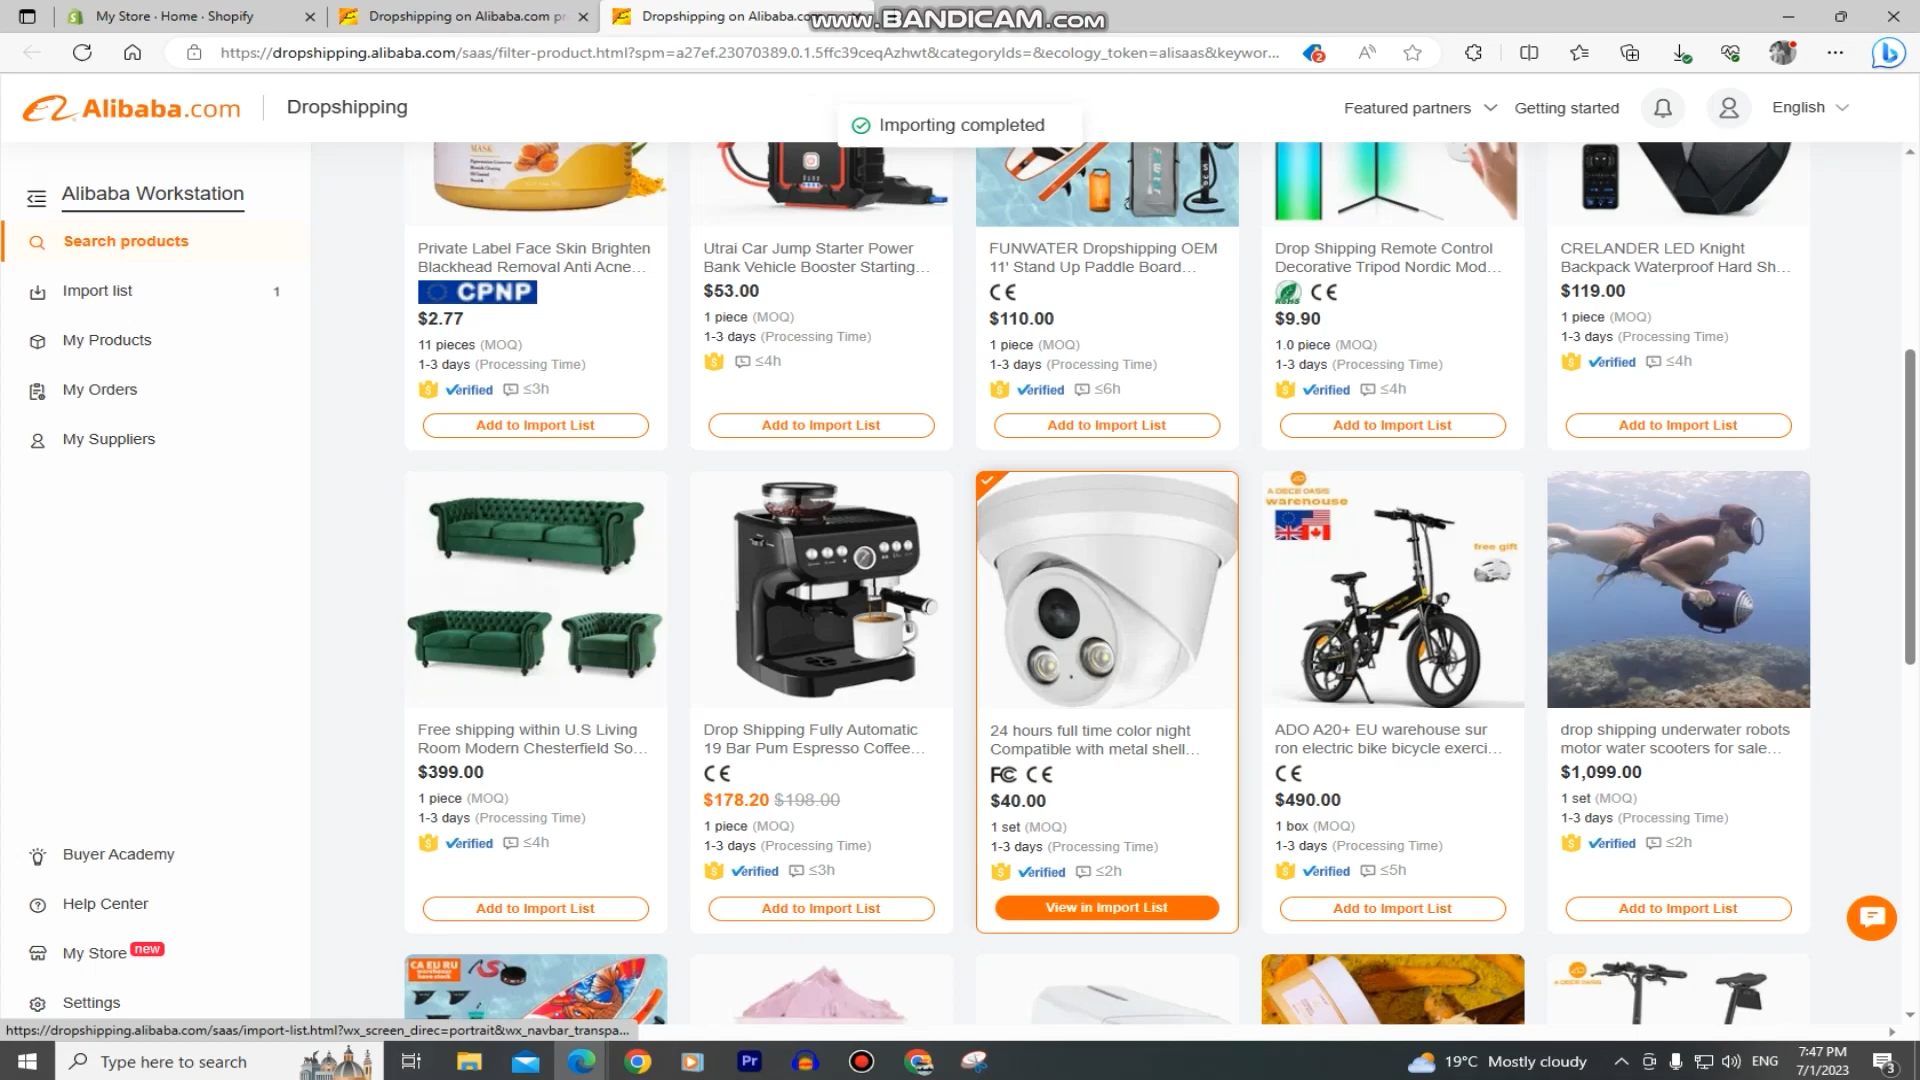 My Store · Home · Shopify
Dropshipping on Alibaba.com pr
Dropshipping on Alibaba.co
www.BANDICAM.com
https://dropshipping.alibaba.com/saas/filter-product.html?spm=a27ef.23070389.0.1.5ffc39ceqAzhwt&categoryIds=&ecology_token=alisaas&keywor...
2
Alibaba.com
Dropshipping
Importing completed
Featured partners
Getting started
English
Alibaba Workstation
Search products
Import list 1
My Products
My Orders
My Suppliers
Buyer Academy
Help Center
My Store new
Settings
MASK
Private Label Face Skin Brighten
Blackhead Removal Anti Acne...
CPNP
$2.77
11 pieces (MOQ)
1-3 days (Processing Time)
Verified ≤3h
Add to Import List
Utrai Car Jump Starter Power
Bank Vehicle Booster Starting...
$53.00
1 piece (MOQ)
1-3 days (Processing Time)
≤4h
Add to Import List
FUNWATER Dropshipping OEM
11' Stand Up Paddle Board...
CE
$110.00
1 piece (MOQ)
1-3 days (Processing Time)
Verified ≤6h
Add to Import List
Drop Shipping Remote Control
Decorative Tripod Nordic Mod...
CE
$9.90
1.0 piece (MOQ)
1-3 days (Processing Time)
Verified ≤4h
Add to Import List
CRELANDER LED Knight
Backpack Waterproof Hard Sh...
$119.00
1 piece (MOQ)
1-3 days (Processing Time)
Verified ≤4h
Add to Import List
Free shipping within U.S Living
Room Modern Chesterfield So...
$399.00
1 piece (MOQ)
1-3 days (Processing Time)
Verified ≤4h
Add to Import List
Drop Shipping Fully Automatic
19 Bar Pum Espresso Coffee...
CE
$178.20 $198.00
1 piece (MOQ)
1-3 days (Processing Time)
Verified ≤3h
Add to Import List
24 hours full time color night
Compatible with metal shell...
FC CE
$40.00
1 set (MOQ)
1-3 days (Processing Time)
Verified ≤2h
View in Import List
A DECE OASIS
warehouse
free gift
ADO A20+ EU warehouse sur
ron electric bike bicycle exerci...
CE
$490.00
1 box (MOQ)
1-3 days (Processing Time)
Verified ≤5h
Add to Import List
drop shipping underwater robots
motor water scooters for sale...
$1,099.00
1 set (MOQ)
1-3 days (Processing Time)
Verified ≤2h
Add to Import List
CA EU RU
warehouse
have stock
https://dropshipping.alibaba.com/saas/import-list.html?wx_screen_direc=portrait&wx_navbar_transpa...
Type here to search
Pr
19°C Mostly cloudy
ENG
7:47 PM
7/1/2023
3